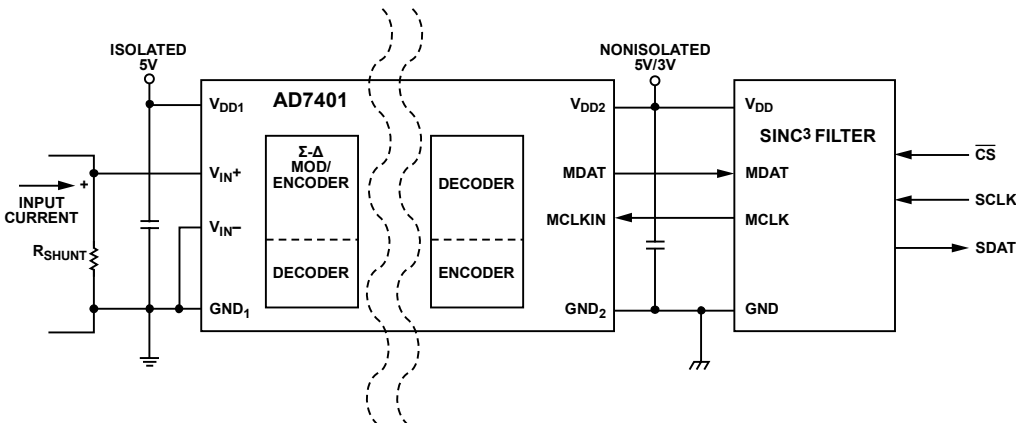 ISOLATED
5V
NONISOLATED
5V/3V
AD7401
VDD1
VDD2
VDD
SINC3 FILTER
Σ-Δ
MOD/
ENCODER
DECODER
VIN+
MDAT
MDAT
CS
+
INPUT
CURRENT
SCLK
VIN–
MCLKIN
MCLK
RSHUNT
DECODER
ENCODER
SDAT
GND1
GND2
GND